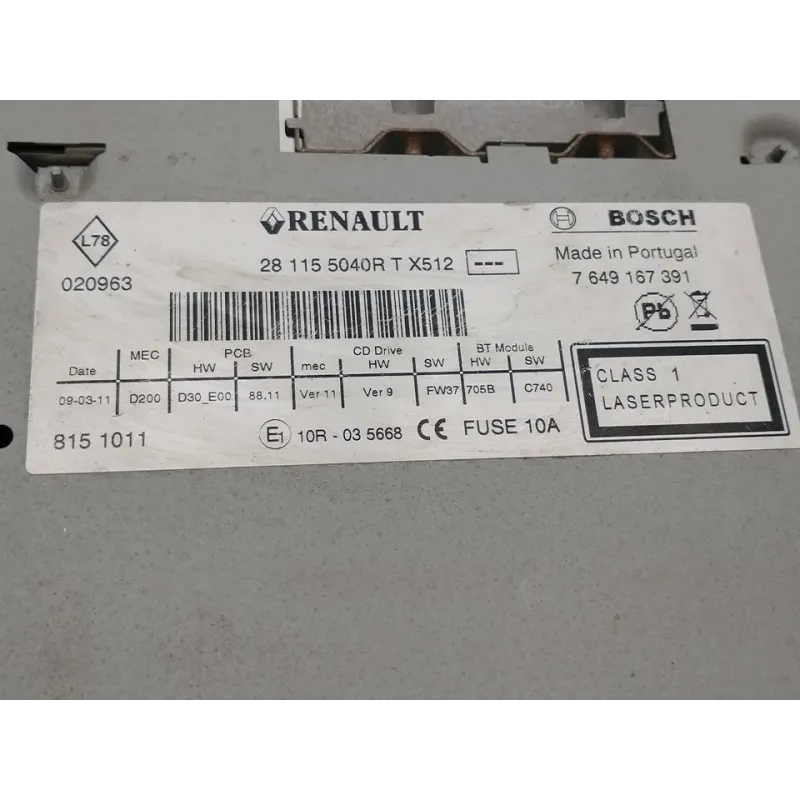 L78
020963
RENAULT
28 115 5040R T X512 ---
BOSCH
Made in Portugal
7 649 167 391
Pb
Date MEC PCB HW SW CD Drive mec HW SW BT Module HW SW
09-03-11 D200 D30_E00 88.11 Ver 11 Ver 9 FW37 705B C740
815 1011
E1 10R - 03 5668 CE FUSE 10A
CLASS 1
LASERPRODUCT